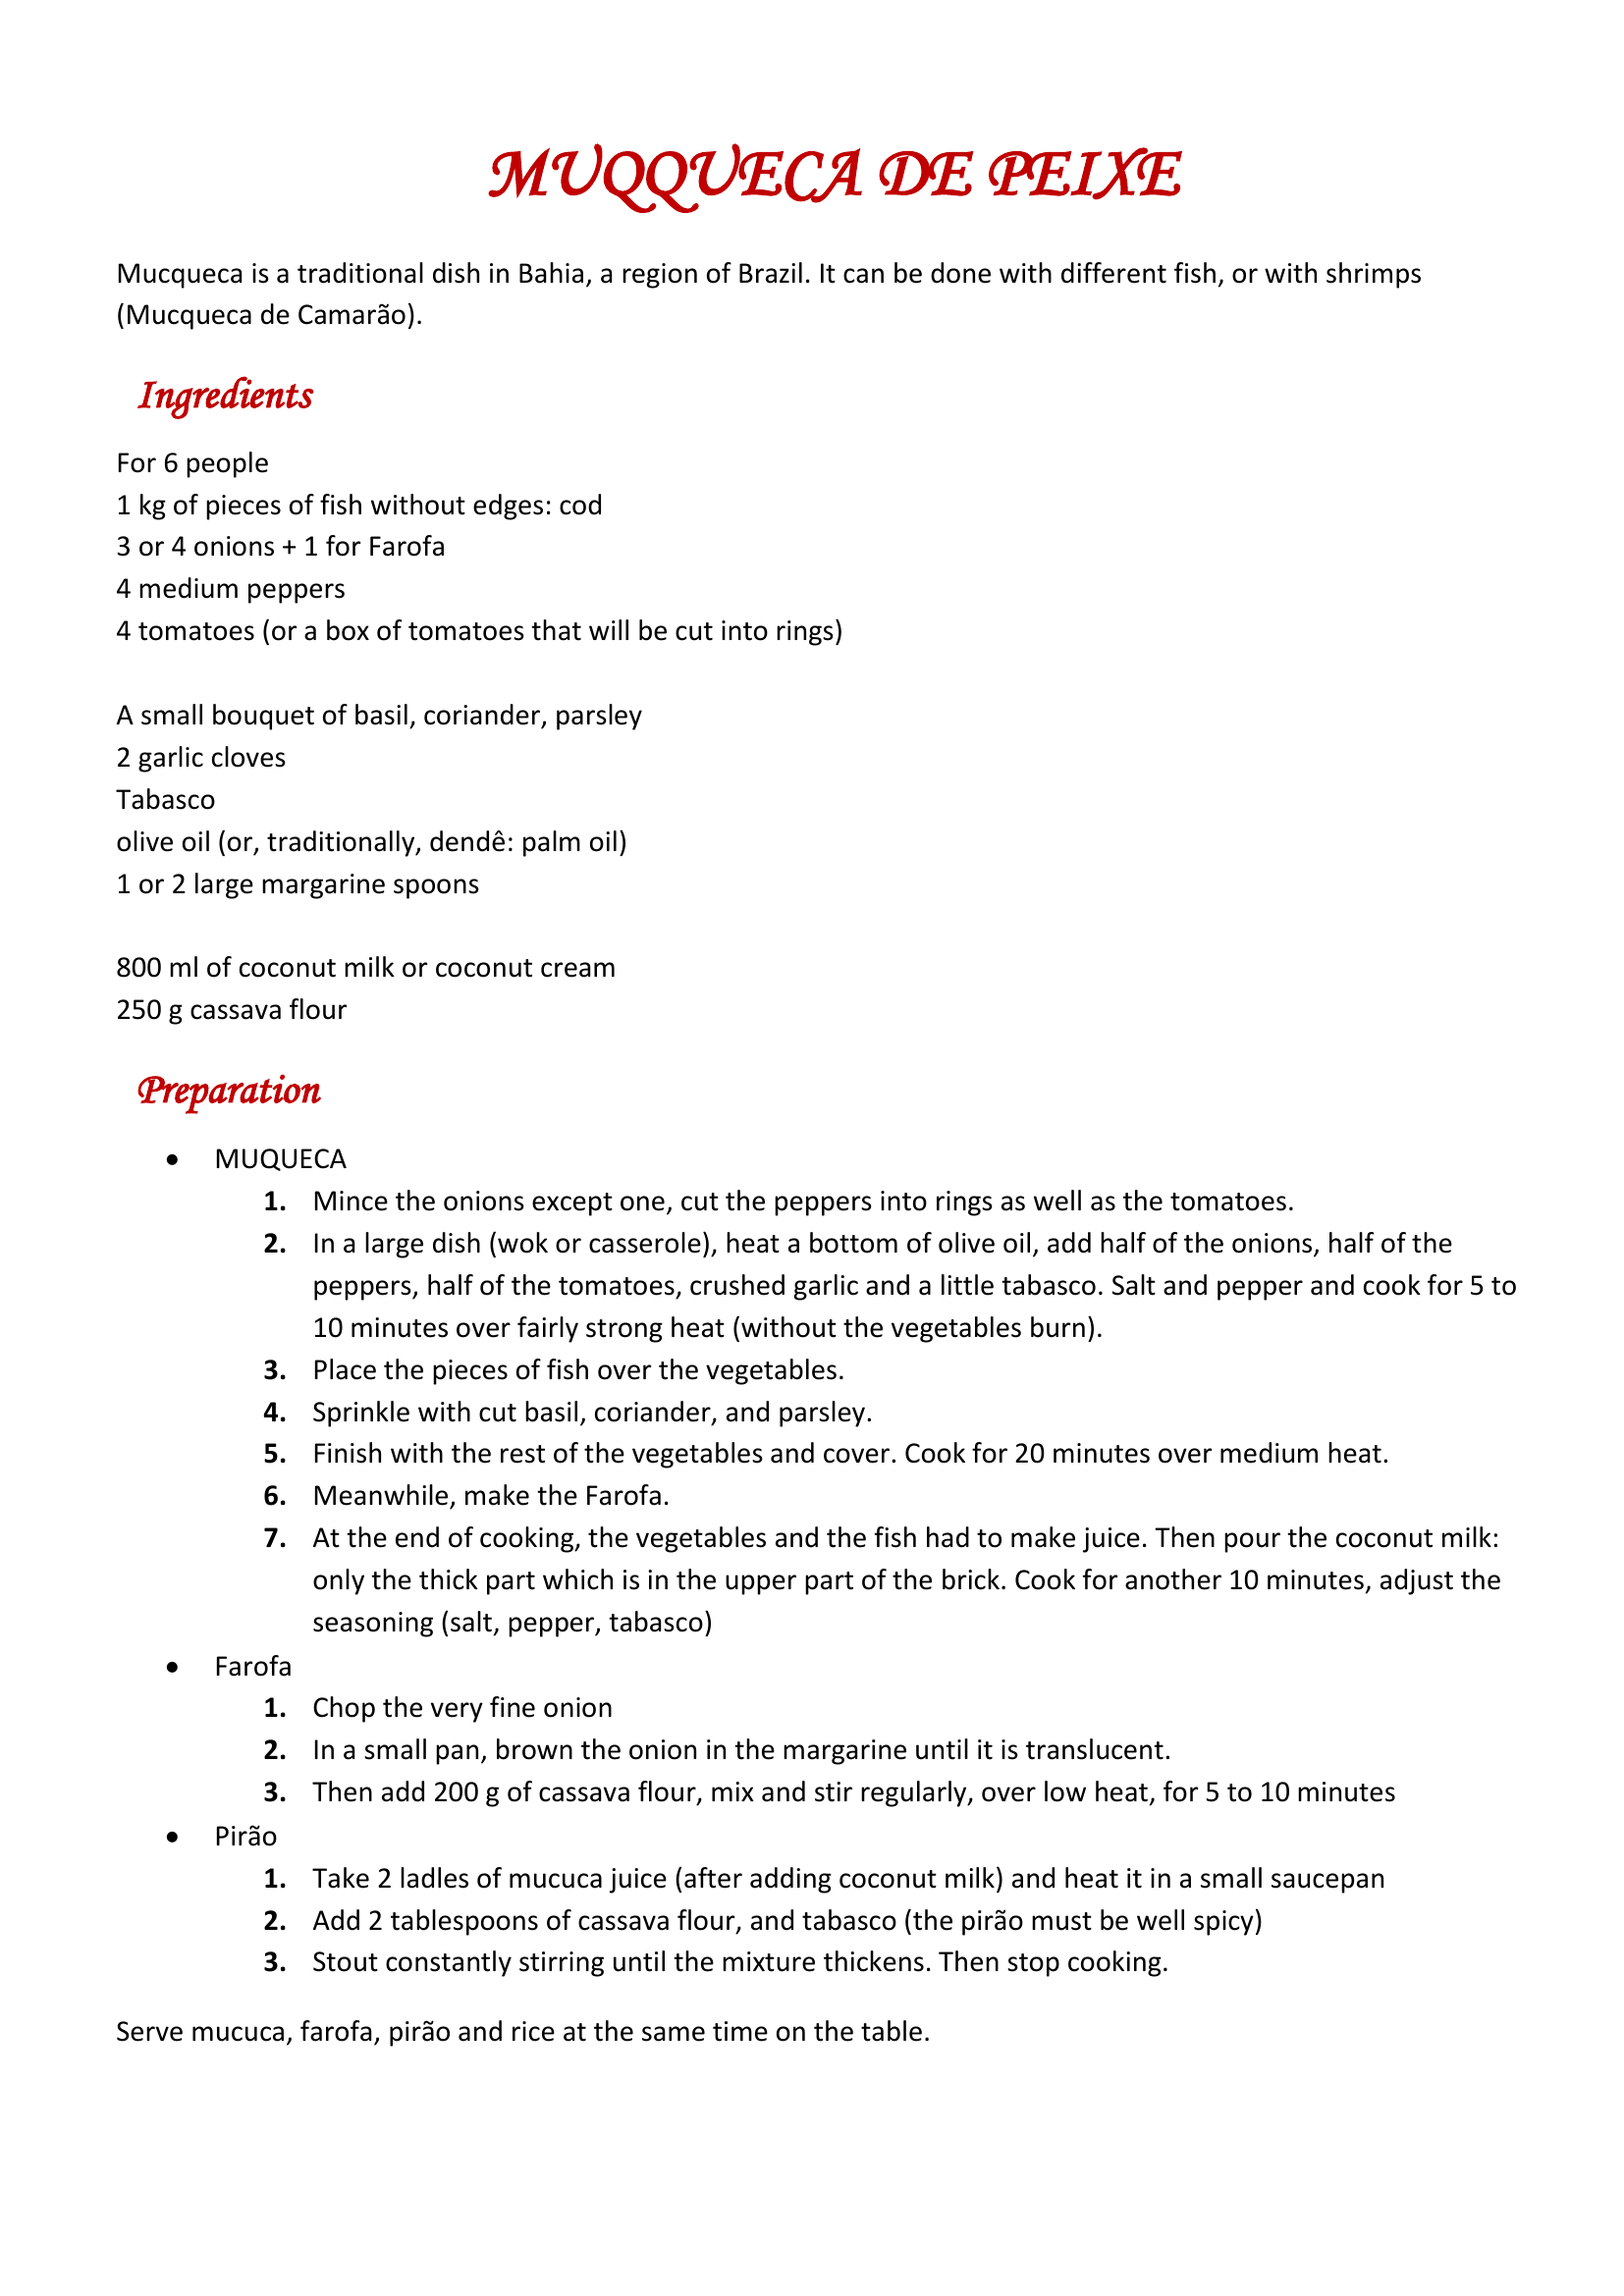 MUQQUECA DE PEIXE
Mucqueca is a traditional dish in Bahia, a region of Brazil. It can be done with different fish, or with shrimps
(Mucqueca de Camarão).
Ingredients
For 6 people
1 kg of pieces of fish without edges: cod
3 or 4 onions + 1 for Farofa
4 medium peppers
4 tomatoes (or a box of tomatoes that will be cut into rings)
A small bouquet of basil, coriander, parsley
2 garlic cloves
Tabasco
olive oil (or, traditionally, dendê: palm oil)
1 or 2 large margarine spoons
800 ml of coconut milk or coconut cream
250 g cassava flour
Preparation
• MUQUECA
1. Mince the onions except one, cut the peppers into rings as well as the tomatoes.
2. In a large dish (wok or casserole), heat a bottom of olive oil, add half of the onions, half of the
peppers, half of the tomatoes, crushed garlic and a little tabasco. Salt and pepper and cook for 5 to
10 minutes over fairly strong heat (without the vegetables burn).
3. Place the pieces of fish over the vegetables.
4. Sprinkle with cut basil, coriander, and parsley.
5. Finish with the rest of the vegetables and cover. Cook for 20 minutes over medium heat.
6. Meanwhile, make the Farofa.
7. At the end of cooking, the vegetables and the fish had to make juice. Then pour the coconut milk:
only the thick part which is in the upper part of the brick. Cook for another 10 minutes, adjust the
seasoning (salt, pepper, tabasco)
• Farofa
1. Chop the very fine onion
2. In a small pan, brown the onion in the margarine until it is translucent.
3. Then add 200 g of cassava flour, mix and stir regularly, over low heat, for 5 to 10 minutes
• Pirão
1. Take 2 ladles of mucuca juice (after adding coconut milk) and heat it in a small saucepan
2. Add 2 tablespoons of cassava flour, and tabasco (the pirão must be well spicy)
3. Stout constantly stirring until the mixture thickens. Then stop cooking.
Serve mucuca, farofa, pirão and rice at the same time on the table.